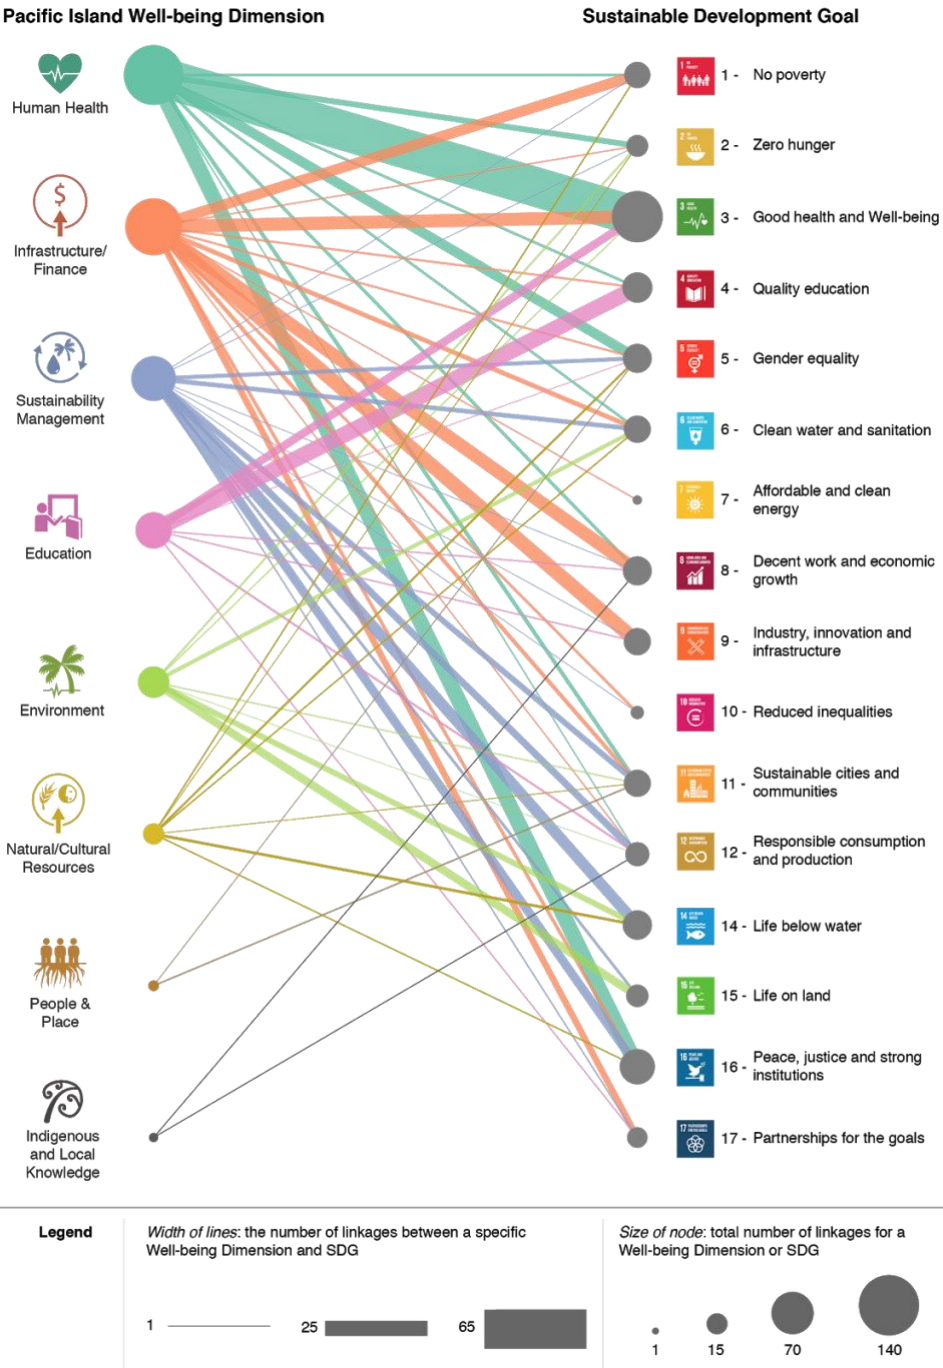 Pacific Island Well-being Dimension
Sustainable Development Goal
Human Health
Infrastructure/
Finance
Sustainability
Management
Education
Environment
Natural/Cultural
Resources
People &
Place
Indigenous
and Local
Knowledge
1 - No poverty
2 - Zero hunger
3 - Good health and Well-being
4 - Quality education
5 - Gender equality
6 - Clean water and sanitation
7 - Affordable and clean
energy
8 - Decent work and economic
growth
9 - Industry, innovation and
infrastructure
10 - Reduced inequalities
11 - Sustainable cities and
communities
12 - Responsible consumption
and production
14 - Life below water
15 - Life on land
16 - Peace, justice and strong
institutions
17 - Partnerships for the goals
Legend
Width of lines: the number of linkages between a specific
Well-being Dimension and SDG
1
25
65
Size of node: total number of linkages for a
Well-being Dimension or SDG
1
15
70
140